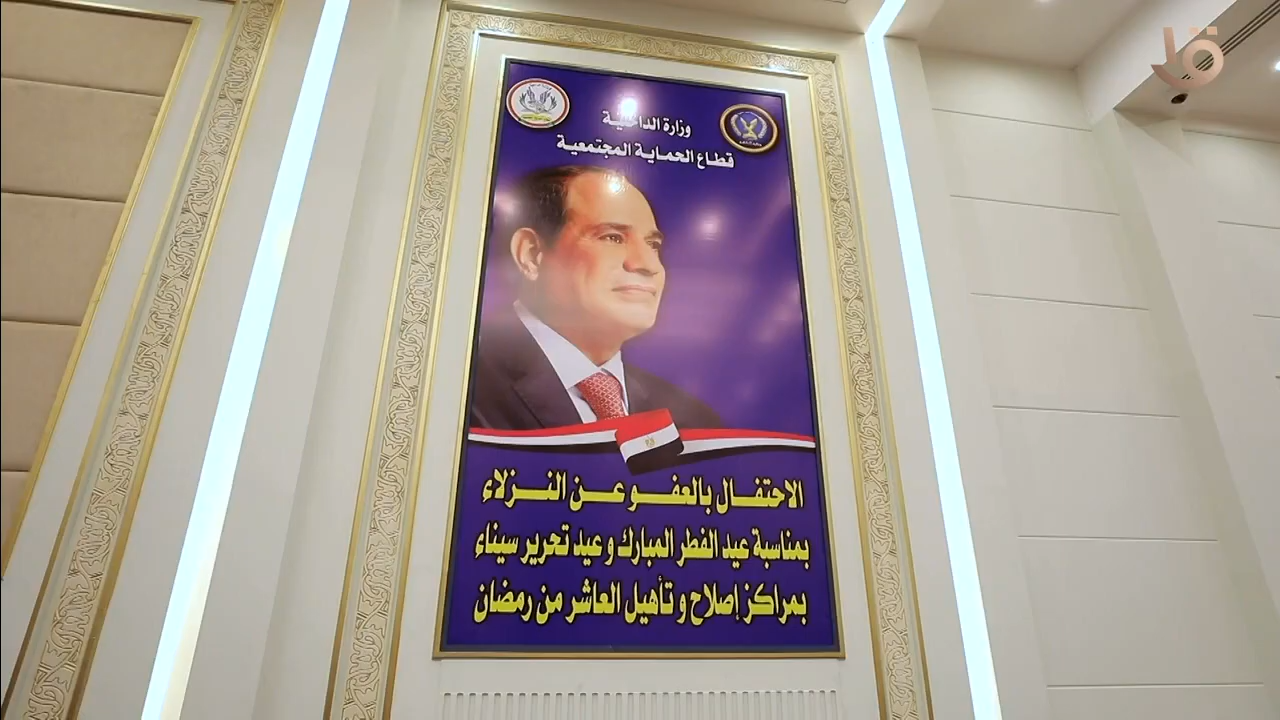 وزارة الداخلية
قطاع الحماية المجتمعية
الاحتفال بالعفو عن النزلاء
بمناسبة عيد الفطر المبارك وعيد تحرير سيناء
بمراكز إصلاح و تأهيل العاشر من رمضان